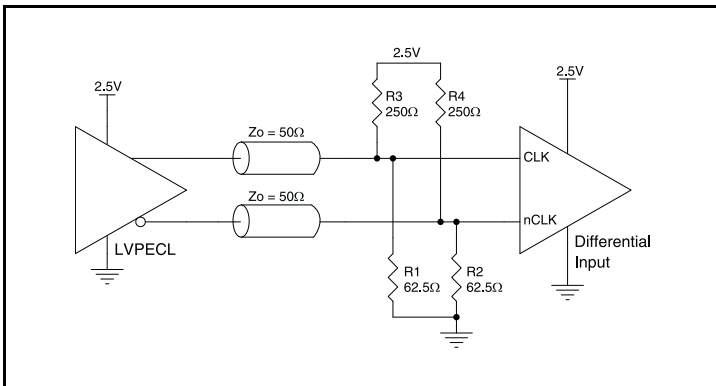 2.5V
2.5V
2.5V
R3
250Ω
R4
250Ω
Zo = 50Ω
CLK
Zo = 50Ω
nCLK
LVPECL
Differential
Input
R1
62.5Ω
R2
62.5Ω